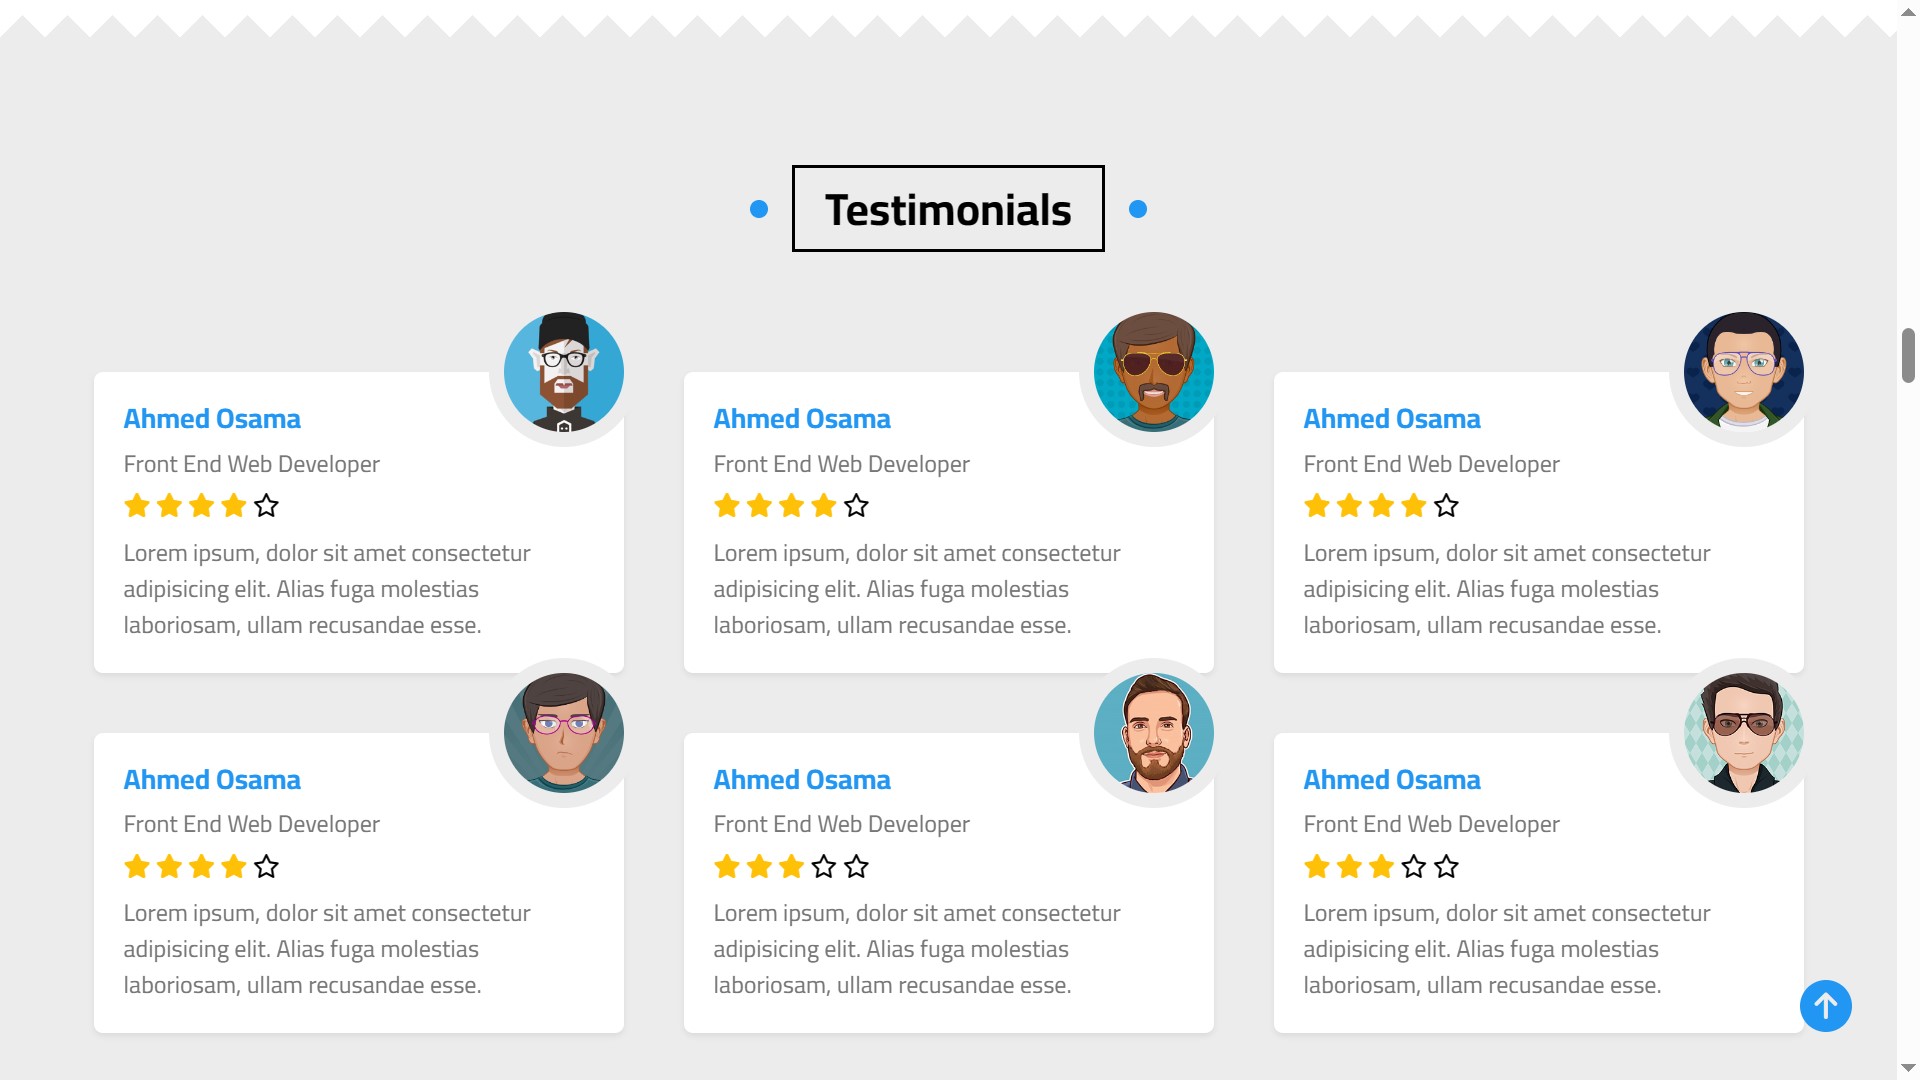 Testimonials
Ahmed Osama
Front End Web Developer
Lorem ipsum, dolor sit amet consectetur
adipisicing elit. Alias fuga molestias
laboriosam, ullam recusandae esse.
Ahmed Osama
Front End Web Developer
Lorem ipsum, dolor sit amet consectetur
adipisicing elit. Alias fuga molestias
laboriosam, ullam recusandae esse.
Ahmed Osama
Front End Web Developer
Lorem ipsum, dolor sit amet consectetur
adipisicing elit. Alias fuga molestias
laboriosam, ullam recusandae esse.
Ahmed Osama
Front End Web Developer
Lorem ipsum, dolor sit amet consectetur
adipisicing elit. Alias fuga molestias
laboriosam, ullam recusandae esse.
Ahmed Osama
Front End Web Developer
Lorem ipsum, dolor sit amet consectetur
adipisicing elit. Alias fuga molestias
laboriosam, ullam recusandae esse.
Ahmed Osama
Front End Web Developer
Lorem ipsum, dolor sit amet consectetur
adipisicing elit. Alias fuga molestias
laboriosam, ullam recusandae esse.